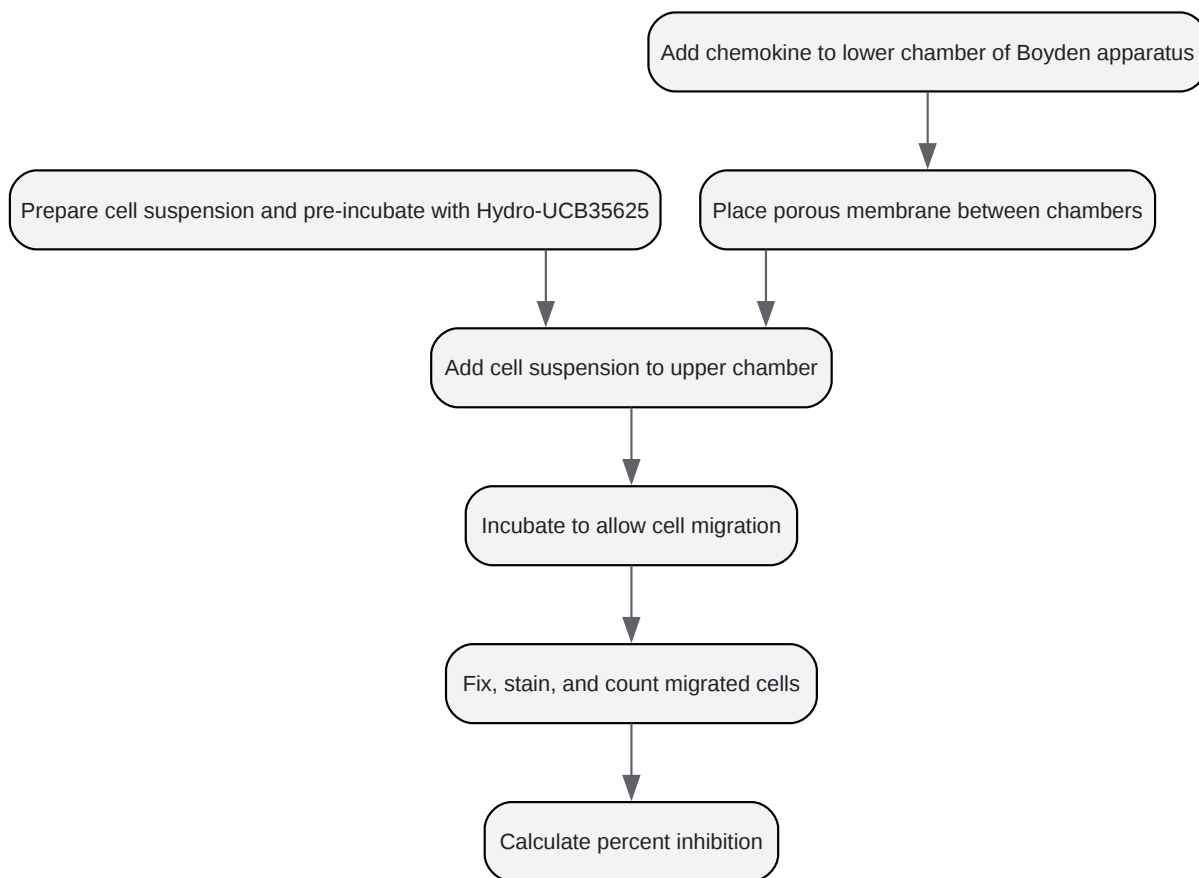 Add chemokine to lower chamber of Boyden apparatus
Prepare cell suspension and pre-incubate with Hydro-UCB35625
Place porous membrane between chambers
Add cell suspension to upper chamber
Incubate to allow cell migration
Fix, stain, and count migrated cells
Calculate percent inhibition